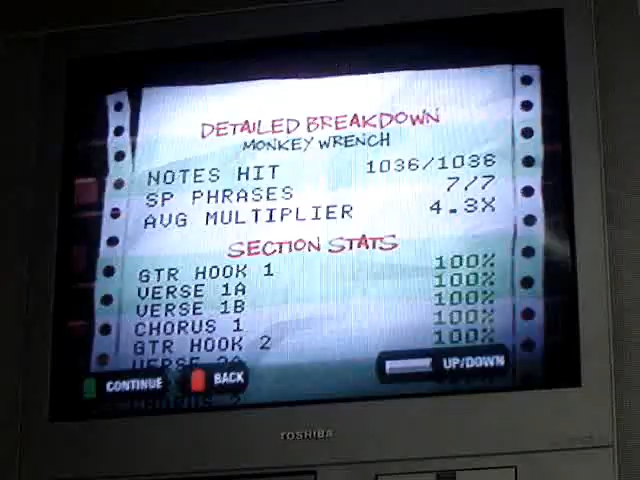 DETAILED BREAKDOWN
MONKEY WRENCH
NOTES HIT 1036/1036
SP PHRASES 7/7
AVG MULTIPLIER 4.3X
SECTION STATS
GTR HOOK 1 100%
VERSE 1A 100%
VERSE 1B 100%
CHORUS 1 100%
GTR HOOK 2 100%
VERSE 2A
CONTINUE BACK UP/DOWN
TOSHIBA